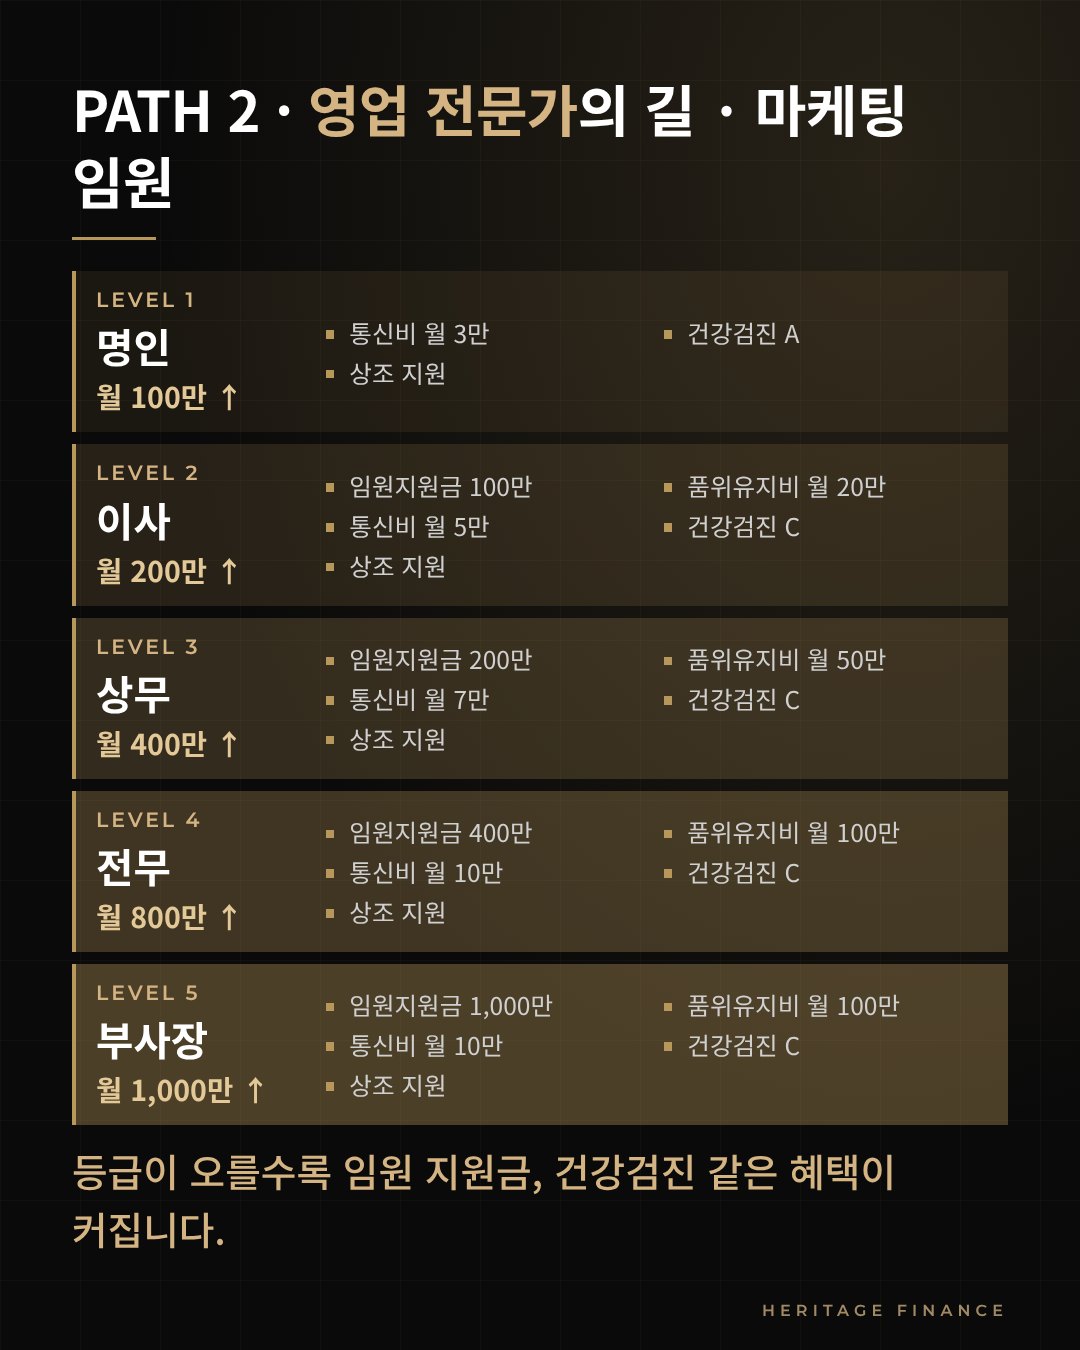 PATH 2 · 영업 전문가의 길 · 마케팅
임원
LEVEL 1
명인
월 100만 ↑
통신비 월 3만
건강검진 A
상조 지원
LEVEL 2
이사
월 200만 ↑
임원지원금 100만
품위유지비 월 20만
통신비 월 5만
건강검진 C
상조 지원
LEVEL 3
상무
월 400만 ↑
임원지원금 200만
품위유지비 월 50만
통신비 월 7만
건강검진 C
상조 지원
LEVEL 4
전무
월 800만 ↑
임원지원금 400만
품위유지비 월 100만
통신비 월 10만
건강검진 C
상조 지원
LEVEL 5
부사장
월 1,000만 ↑
임원지원금 1,000만
품위유지비 월 100만
통신비 월 10만
건강검진 C
상조 지원
등급이 오를수록 임원 지원금, 건강검진 같은 혜택이
커집니다.
HERITAGE FINANCE